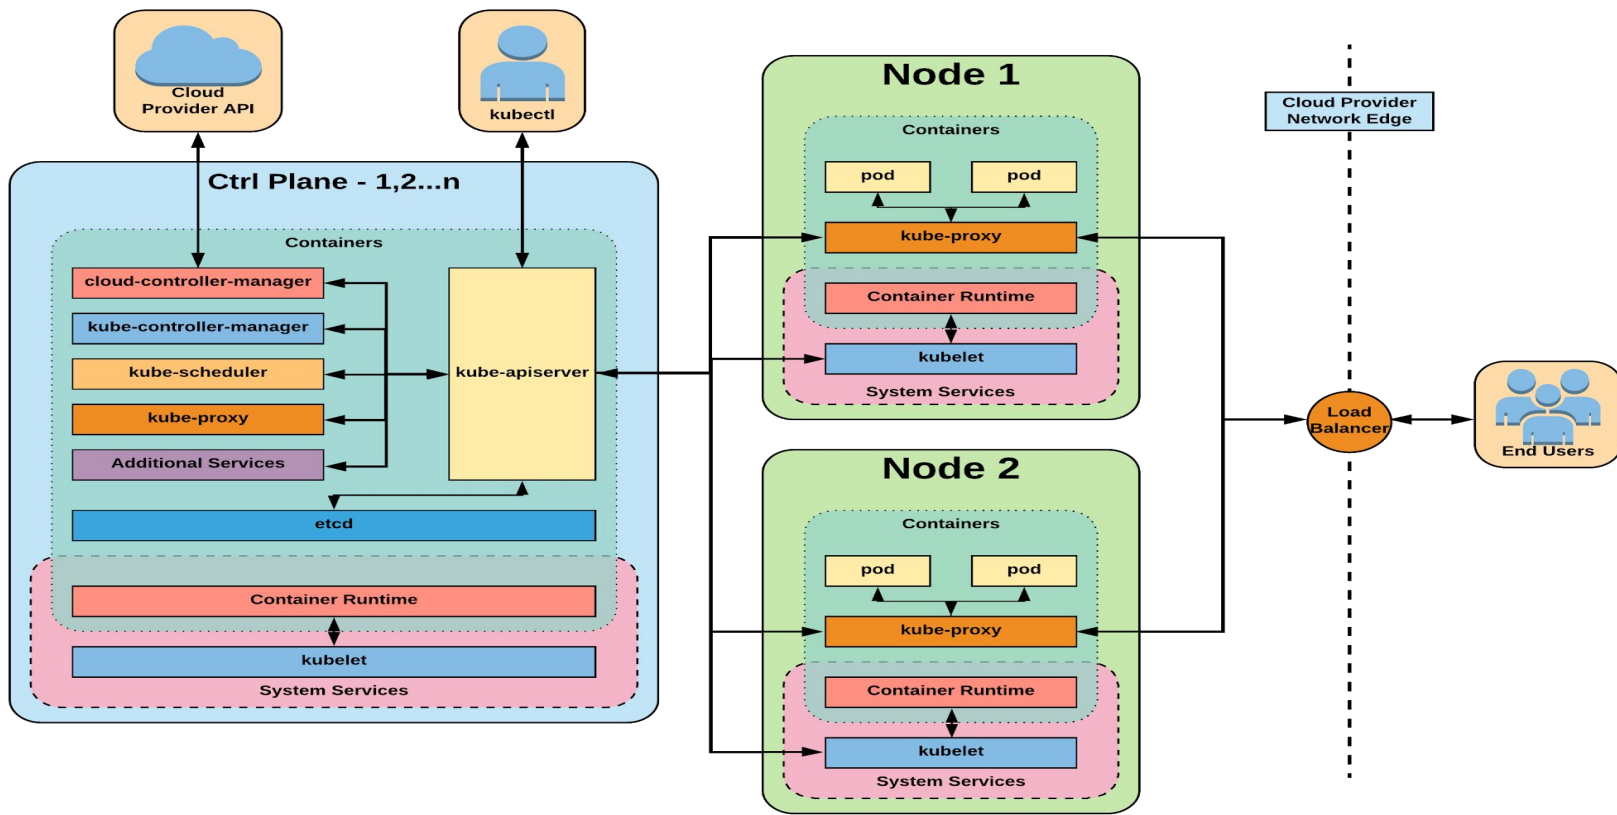 Cloud
Provider API
kubectl
Ctrl Plane - 1,2...n
Containers
cloud-controller-manager
kube-controller-manager
kube-scheduler
kube-proxy
Additional Services
kube-apiserver
etcd
Container Runtime
kubelet
System Services
Node 1
Containers
pod
pod
kube-proxy
Container Runtime
kubelet
System Services
Node 2
Containers
pod
pod
kube-proxy
Container Runtime
kubelet
System Services
Cloud Provider
Network Edge
Load
Balancer
End Users